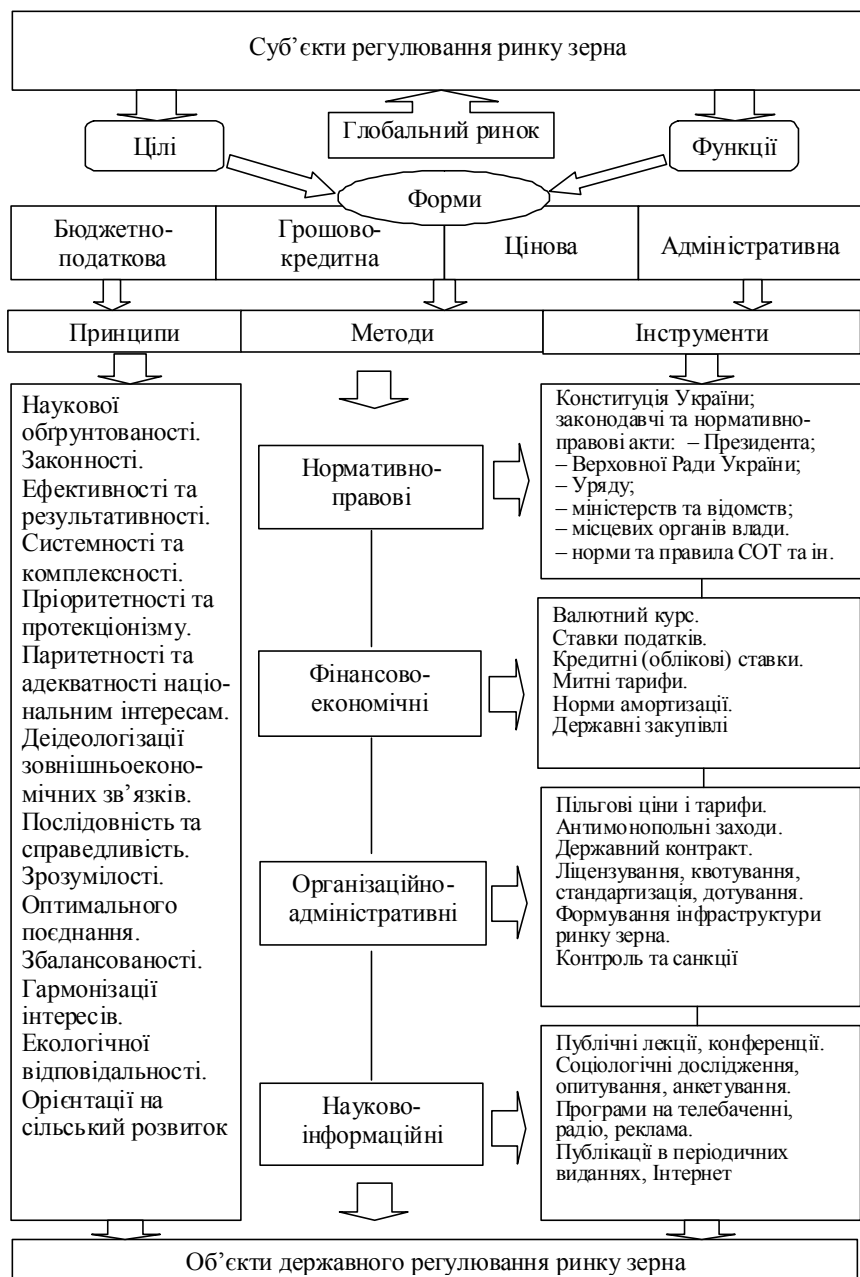 Суб’єкти регулювання ринку зерна
Глобальний ринок
Цілі
Функції
Форми
Бюджетно-
податкова
Грошово-
кредитна
Цінова
Адміністративна
Принципи
Методи
Інструменти
Наукової
обґрунтованості.
Законності.
Ефективності та
результативності.
Системності та
комплексності.
Пріоритетності та
протекціонізму.
Паритетності та
адекватності націо-
нальним інтересам.
Деідеологізації
зовнішньоеконо-
мічних зв’язків.
Послідовність та
справедливість.
Зрозумілості.
Оптимального
поєднання.
Збалансованості.
Гармонізації
інтересів.
Екологічної
відповідальності.
Орієнтації на
сільський розвиток
Нормативно-
правові
Конституція України;
законодавчі та нормативно-
правові акти: – Президента;
– Верховної Ради України;
– Уряду;
– міністерств та відомств;
– місцевих органів влади.
– норми та правила СОТ та ін.
Фінансово-
економічні
Валютний курс.
Ставки податків.
Кредитні (облікові) ставки.
Митні тарифи.
Норми амортизації.
Державні закупівлі
Організаційно-
адміністративні
Пільгові ціни і тарифи.
Антимонопольні заходи.
Державний контракт.
Ліцензування, квотування,
стандартизація, дотування.
Формування інфраструктури
ринку зерна.
Контроль та санкції
Науково-
інформаційні
Публічні лекції, конференції.
Соціологічні дослідження,
опитування, анкетування.
Програми на телебаченні,
радіо, реклама.
Публікації в періодичних
виданнях, Інтернет
Об’єкти державного регулювання ринку зерна